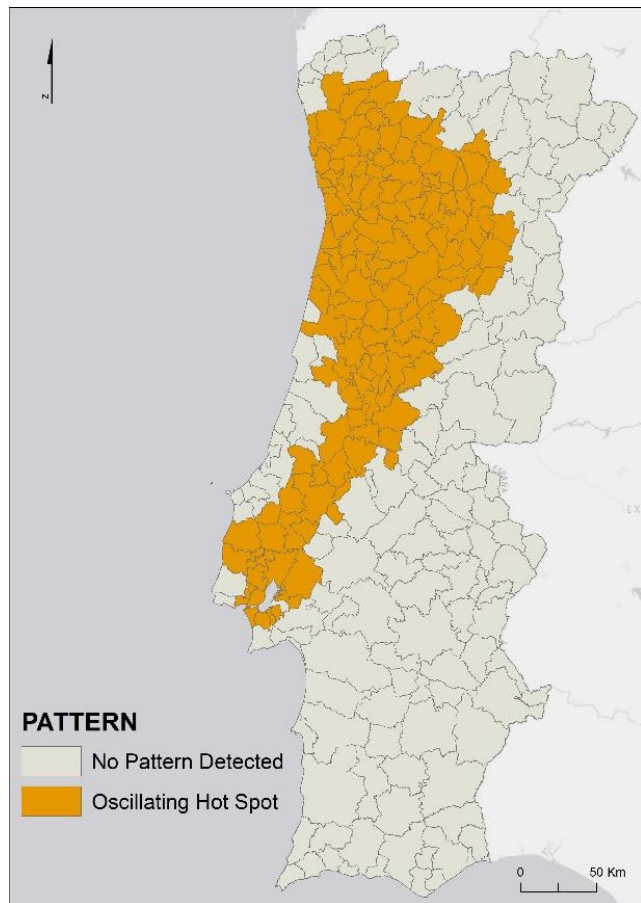 N
PATTERN
No Pattern Detected
Oscillating Hot Spot
0 50 Km